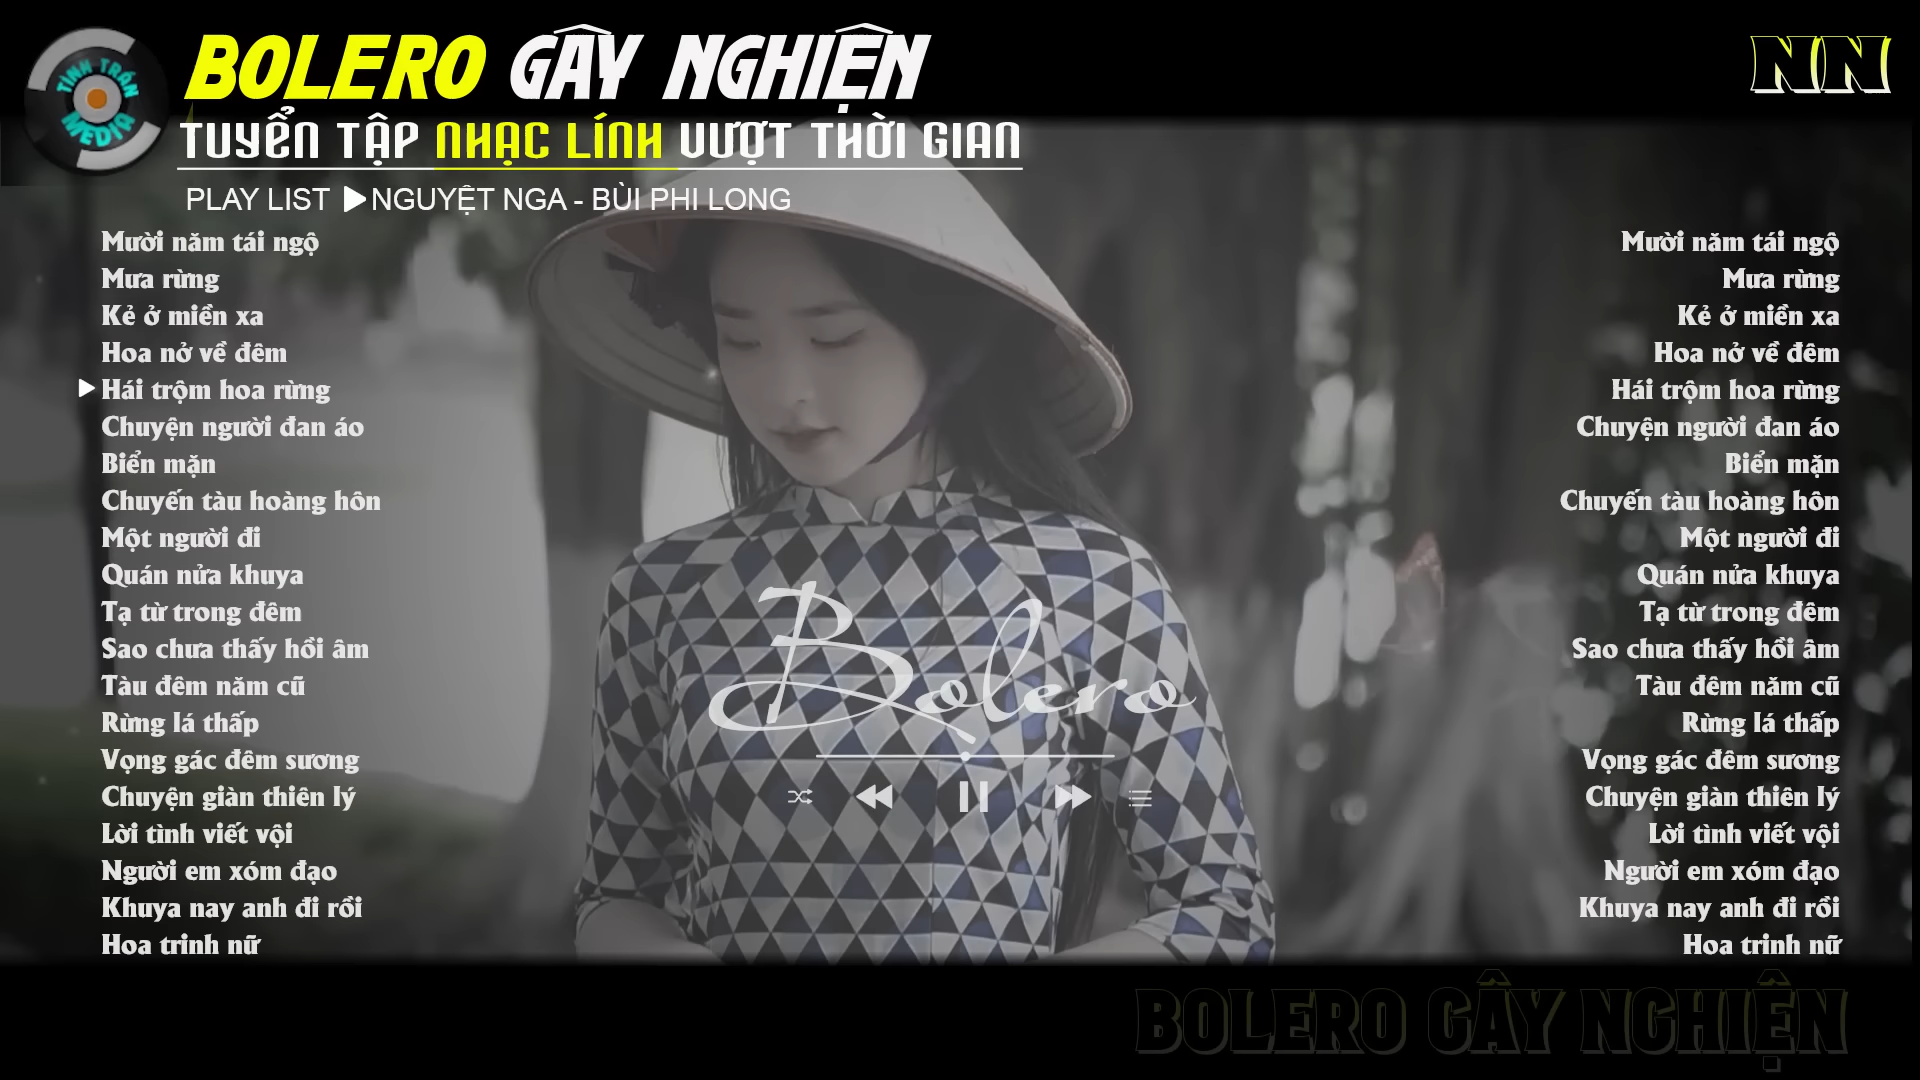 TÌNH TRẦN
MEDIA
BOLERO GÂY NGHIỆN
NN
TUYỂN TẬP NHẠC LÍNH VƯỢT THỜI GIAN
PLAY LIST NGUYỆT NGA - BÙI PHI LONG
Mười năm tái ngộ
Mưa rừng
Kẻ ở miền xa
Hoa nở về đêm
Hái trộm hoa rừng
Chuyện người đan áo
Biển mặn
Chuyến tàu hoàng hôn
Một người đi
Quán nửa khuya
Tạ từ trong đêm
Sao chưa thấy hồi âm
Tàu đêm năm cũ
Rừng lá thấp
Vọng gác đêm sương
Chuyện giàn thiên lý
Lời tình viết vội
Người em xóm đạo
Khuya nay anh đi rồi
Hoa trinh nữ
Bolero
Mười năm tái ngộ
Mưa rừng
Kẻ ở miền xa
Hoa nở về đêm
Hái trộm hoa rừng
Chuyện người đan áo
Biển mặn
Chuyến tàu hoàng hôn
Một người đi
Quán nửa khuya
Tạ từ trong đêm
Sao chưa thấy hồi âm
Tàu đêm năm cũ
Rừng lá thấp
Vọng gác đêm sương
Chuyện giàn thiên lý
Lời tình viết vội
Người em xóm đạo
Khuya nay anh đi rồi
Hoa trinh nữ
BOLERO GÂY NGHIỆN